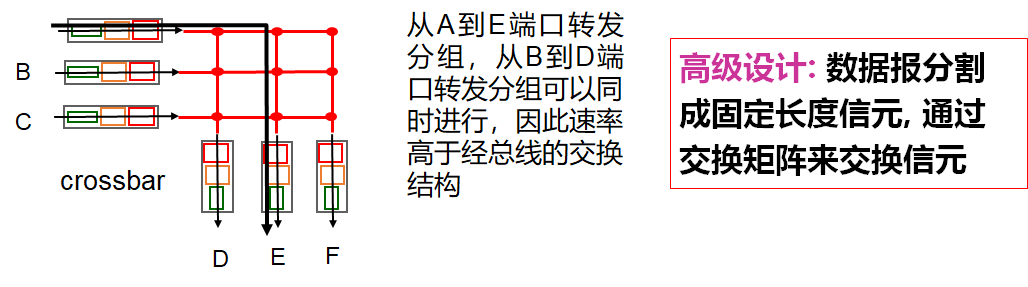 B
C
crossbar
D
E
F
从A到E端口转发
分组，从B到D端
口转发分组可以同
时进行，因此速率
高于经总线的交换
结构
高级设计: 数据报分割
成固定长度信元, 通过
交换矩阵来交换信元